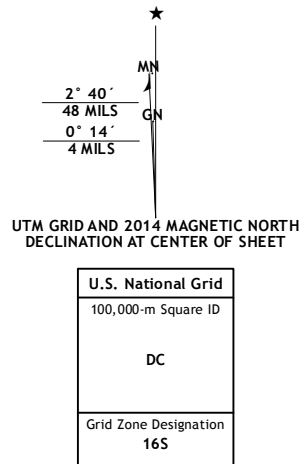 MN
2° 40´
48 MILS
GN
0° 14´
4 MILS
UTM GRID AND 2014 MAGNETIC NORTH
DECLINATION AT CENTER OF SHEET
U.S. National Grid
100,000-m Square ID
DC
Grid Zone Designation
16S